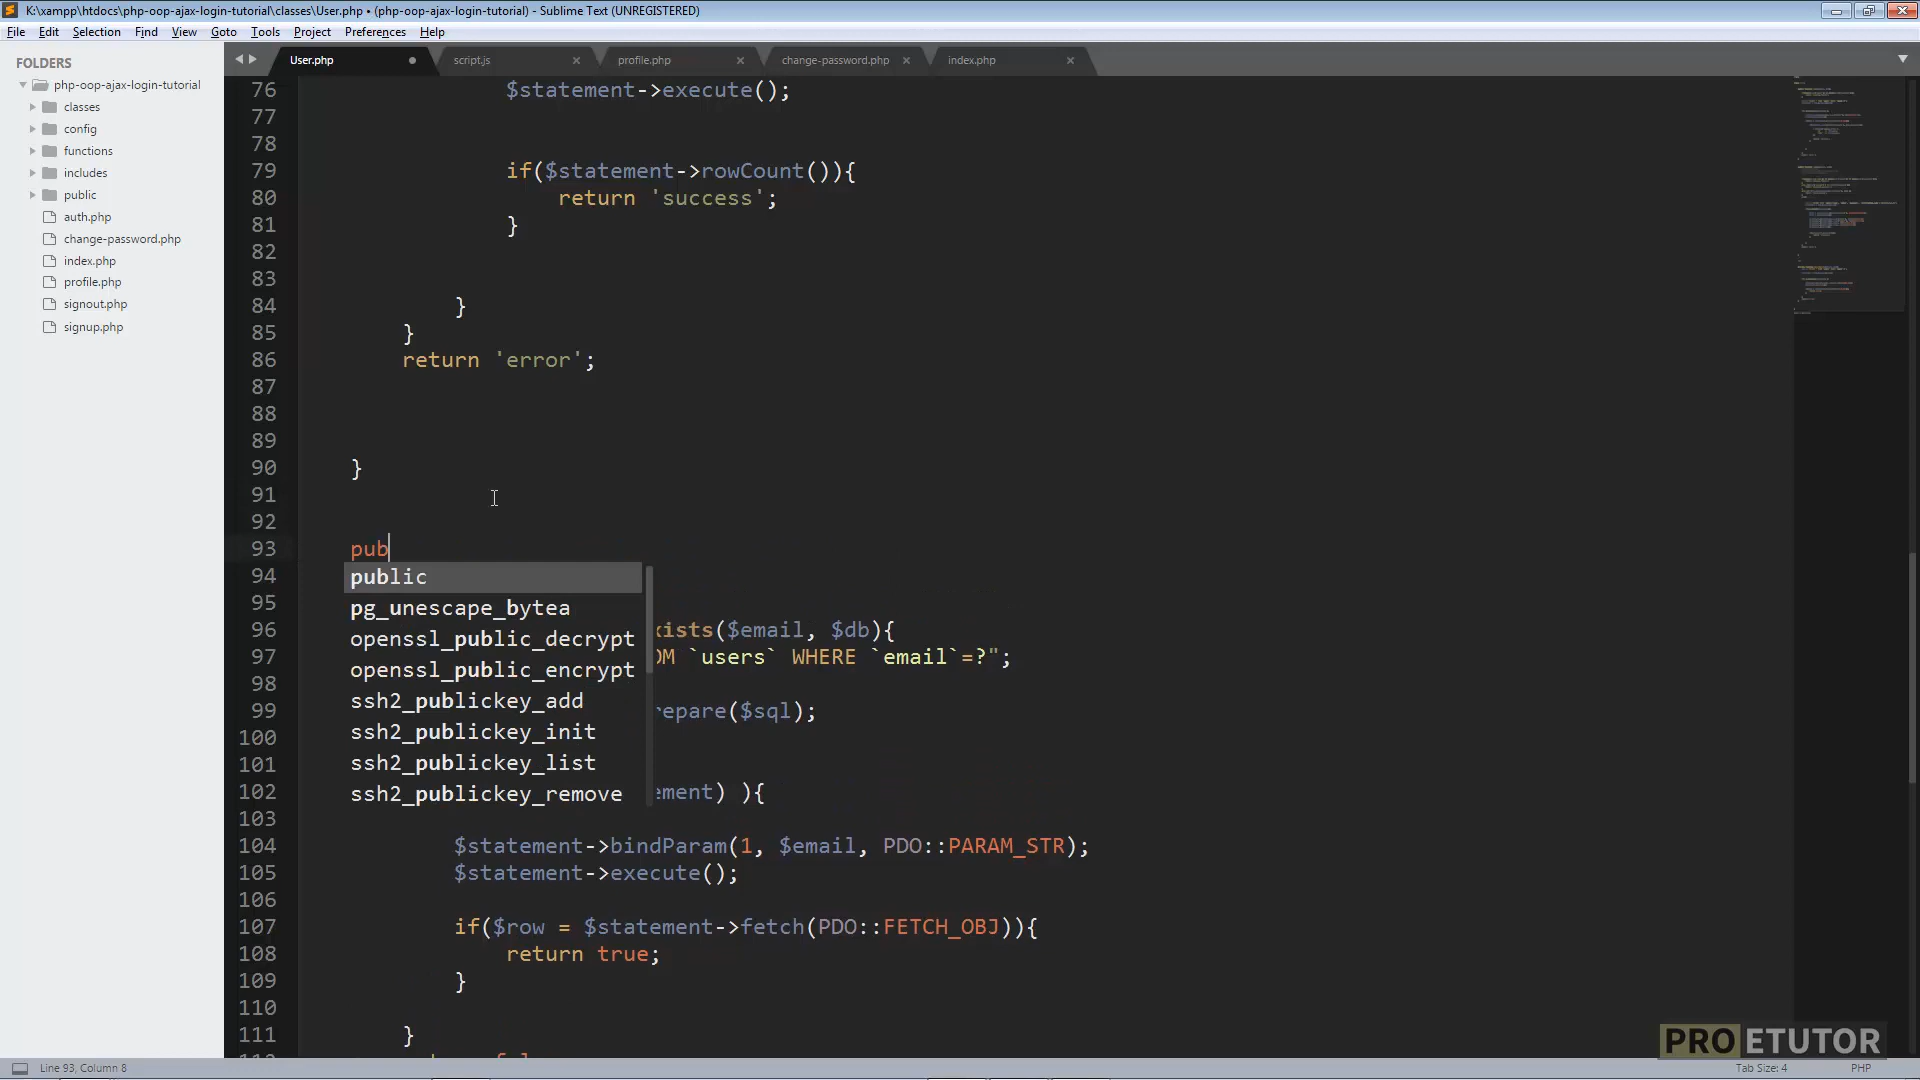 K:\xampp\htdocs\php-oop-ajax-login-tutorial\classes\User.php • (php-oop-ajax-login-tutorial) - Sublime Text (UNREGISTERED)
File Edit Selection Find View Goto Tools Project Preferences Help
FOLDERS
php-oop-ajax-login-tutorial
classes
config
functions
includes
public
auth.php
change-password.php
index.php
profile.php
signout.php
signup.php
User.php script.js profile.php change-password.php index.php
76 $statement->execute();
77
78
79 if($statement->rowCount()){
80 return 'success';
81 }
82
83
84 }
85 }
86 return 'error';
87
88
89
90 }
91
92
93 pub
94 public
pg_unescape_bytea
95
96 xists($email, $db){
openssl_public_decrypt
97 OM `users` WHERE `email`=?";
openssl_public_encrypt
98
ssh2_publickey_add
99 repare($sql);
100 ssh2_publickey_init
101 ssh2_publickey_list
102 ement) ){
ssh2_publickey_remove
103
104 $statement->bindParam(1, $email, PDO::PARAM_STR);
105 $statement->execute();
106
107 if($row = $statement->fetch(PDO::FETCH_OBJ)){
108 return true;
109 }
110
111 }
PROETUTOR
Line 93, Column 8 Tab Size: 4 PHP